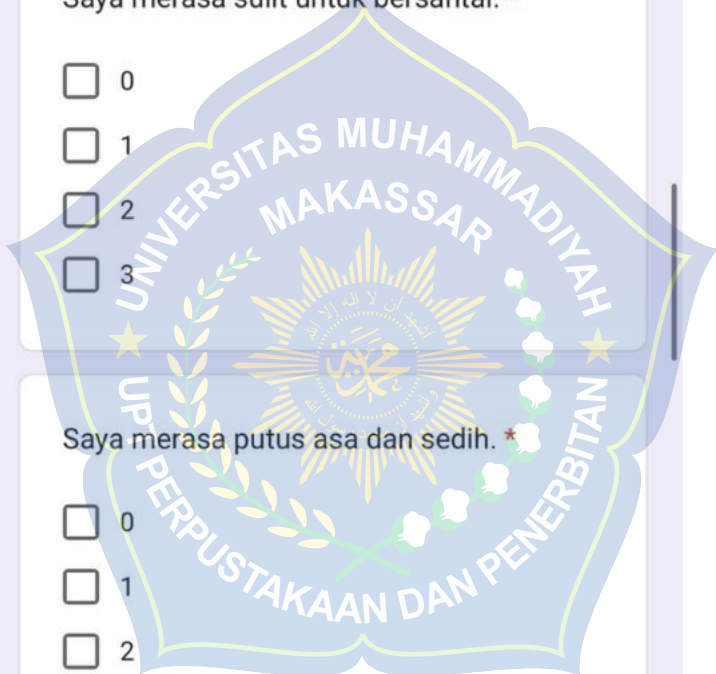 Saya merasa sulit untuk bersantai. *
0
1
2
3
Saya merasa putus asa dan sedih. *
0
1
2
UNIVERSITAS MUHAMMADIYAH
MAKASSAR
UPT PERPUSTAKAAN DAN PENERBITAN